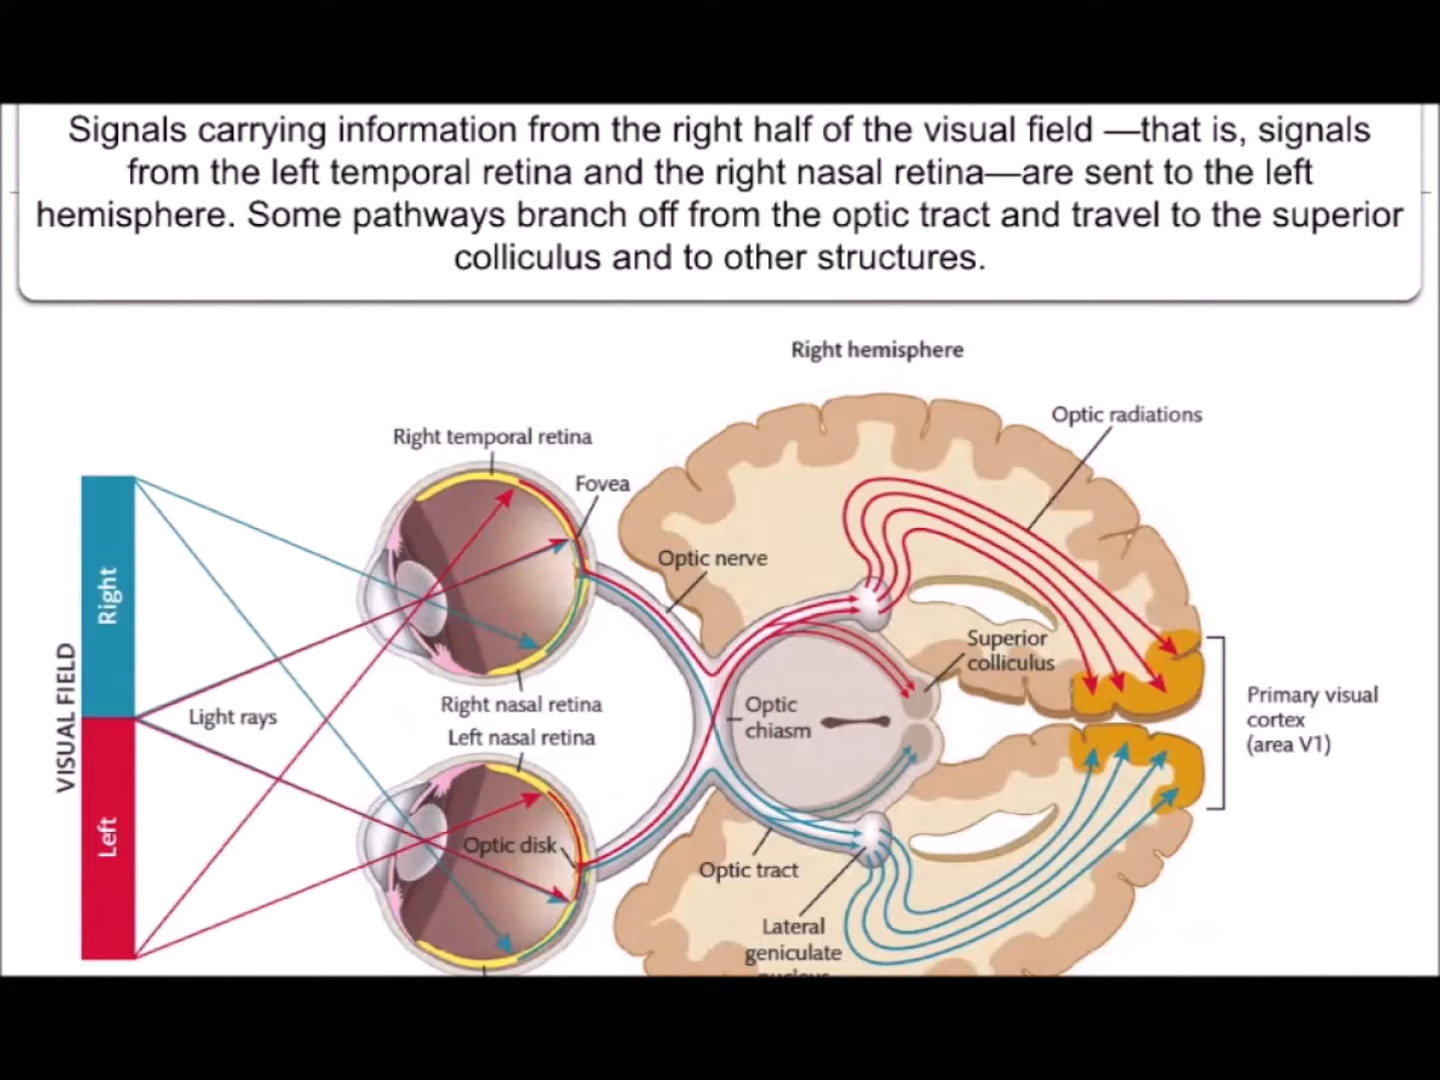 Signals carrying information from the right half of the visual field —that is, signals
from the left temporal retina and the right nasal retina—are sent to the left
hemisphere. Some pathways branch off from the optic tract and travel to the superior
colliculus and to other structures.
Right hemisphere
Optic radiations
Right temporal retina
Fovea
Optic nerve
Right
Superior
colliculus
VISUAL FIELD
Light rays
Right nasal retina
Left nasal retina
Optic
chiasm
Primary visual
cortex
(area V1)
Left
Optic disk
Optic tract
Lateral
geniculate
nucleus